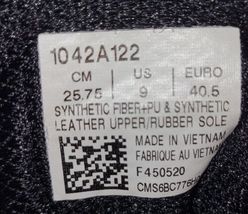 1042A122
CM US EURO
25.75 9 40.5
SYNTHETIC FIBER+PU & SYNTHETIC
LEATHER UPPER/RUBBER SOLE
MADE IN VIETNAM
FABRIQUE AU VIETNAM
F450520